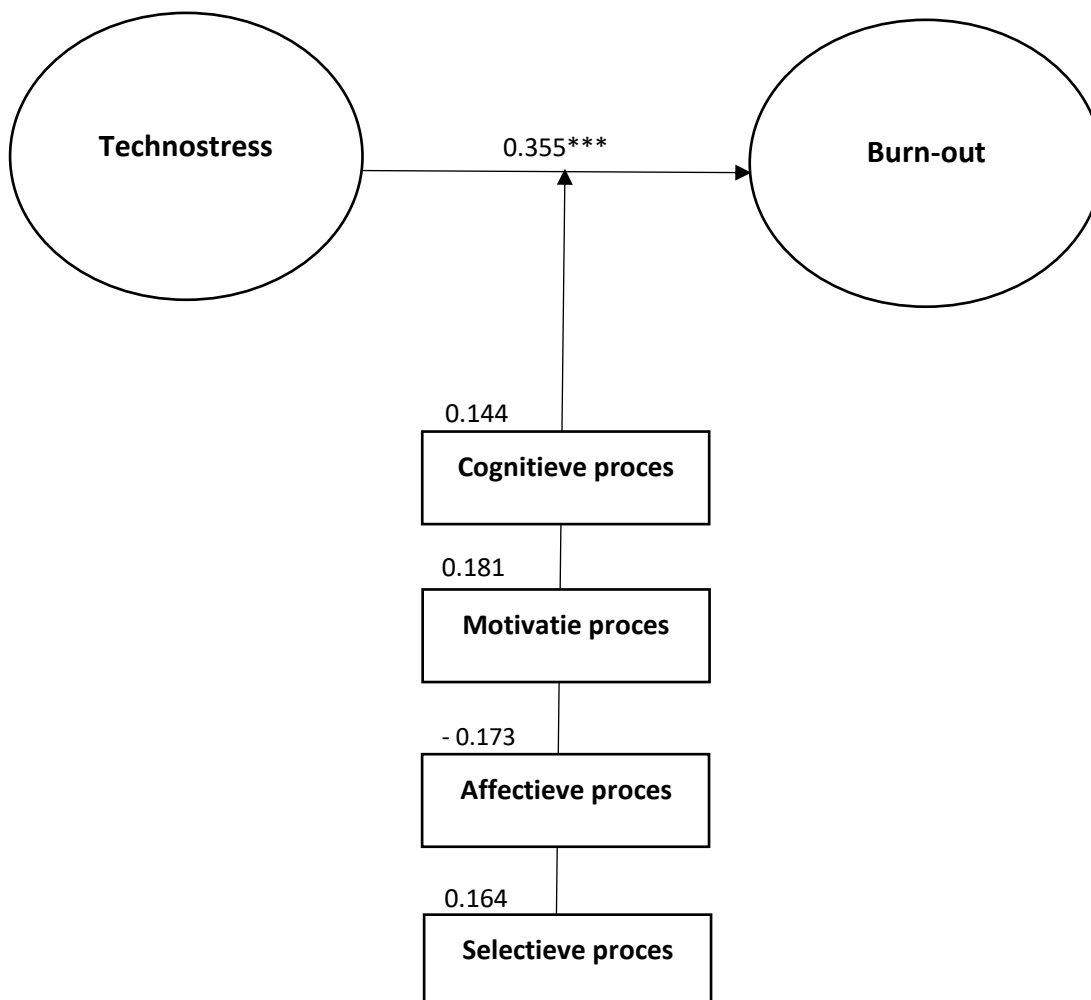 Technostress
0.355***
Burn-out
0.144
Cognitieve proces
0.181
Motivatie proces
- 0.173
Affectieve proces
0.164
Selectieve proces